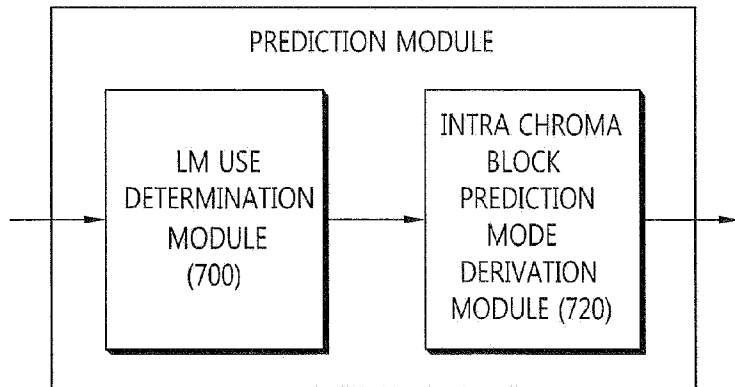 PREDICTION MODULE
LM USE
DETERMINATION
MODULE
(700)
INTRA CHROMA
BLOCK
PREDICTION
MODE
DERIVATION
MODULE (720)